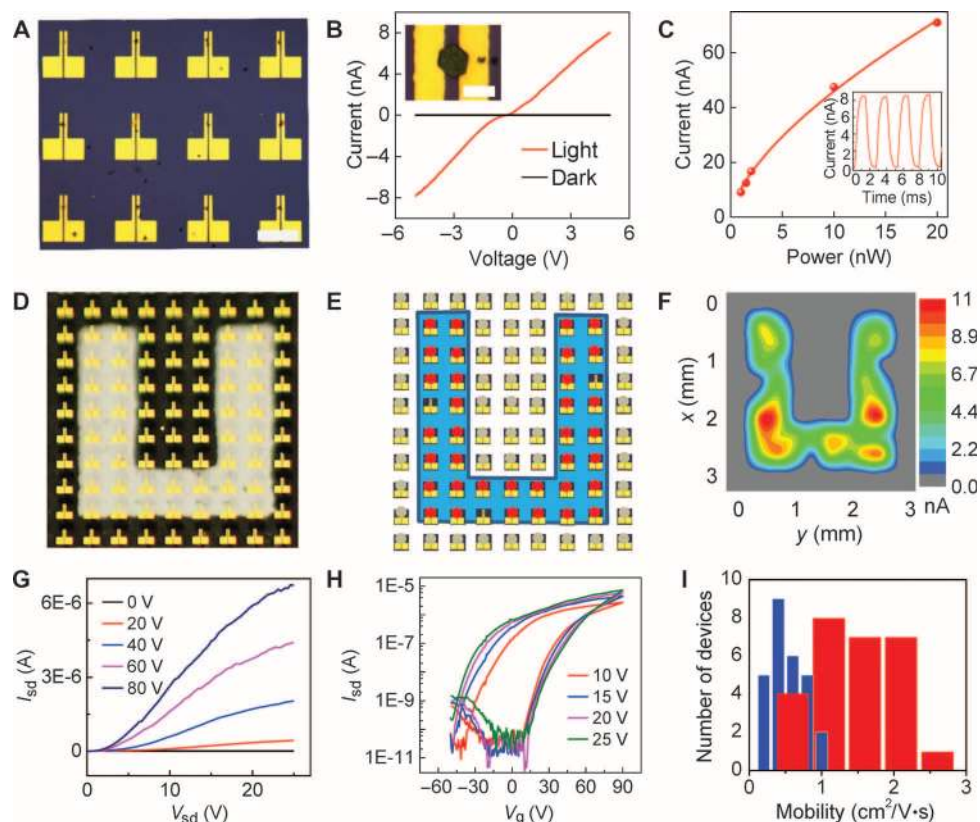 A
B
Current (nA)
8
4
0
−4
−8
−5
0
5
Voltage (V)
Light
Dark
C
Current (nA)
60
40
20
0
0
5
10
15
20
Power (nW)
Current (nA)
8
6
4
2
0
0 2 4 6 8 10
Time (ms)
D
E
F
x (mm)
0
1
2
3
0 1 2 3
y (mm)
11
8.9
6.7
4.4
2.2
0.0
nA
G
Isd (A)
6E-6
3E-6
0
0 V
20 V
40 V
60 V
80 V
0 10 20
Vsd (V)
H
Isd (A)
1E-5
1E-7
1E-9
1E-11
10 V
15 V
20 V
25 V
−60 −30 0 30 60 90
Vg (V)
I
Number of devices
10
8
6
4
2
0
0 1 2 3
Mobility (cm²/V•s)